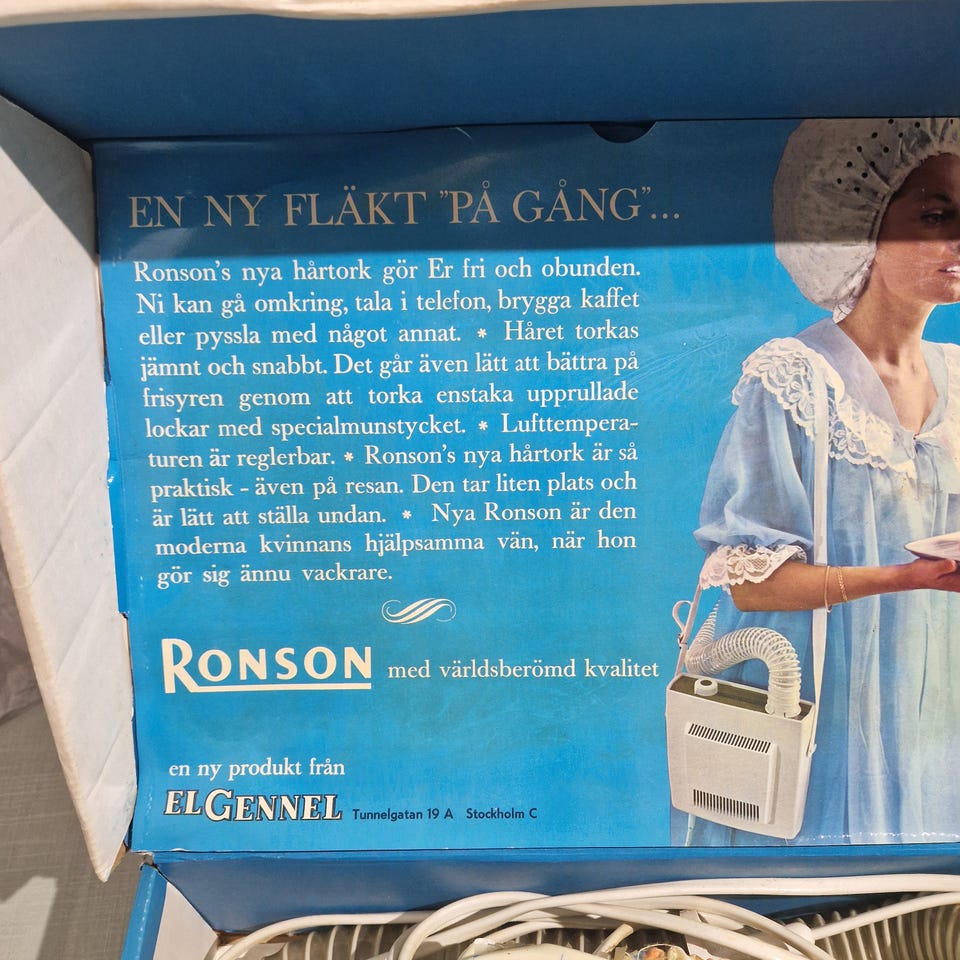 EN NY FLÄKT "PÅ GÅNG"...
Ronson's nya hårtork gör Er fri och obunden.
Ni kan gå omkring, tala i telefon, brygga kaffet
eller pyssla med något annat. * Håret torkas
jämnt och snabbt. Det går även lätt att bättra på
frisyren genom att torka enstaka upprullade
lockar med specialmunstycket. * Lufttempera-
turen är reglerbar. * Ronson's nya hårtork är så
praktisk - även på resan. Den tar liten plats och
är lätt att ställa undan. * Nya Ronson är den
moderna kvinnans hjälpsamma vän, när hon
gör sig ännu vackrare.
RONSON med världsberömd kvalitet
en ny produkt från
ELGENNEL Tunnelgatan 19 A Stockholm C